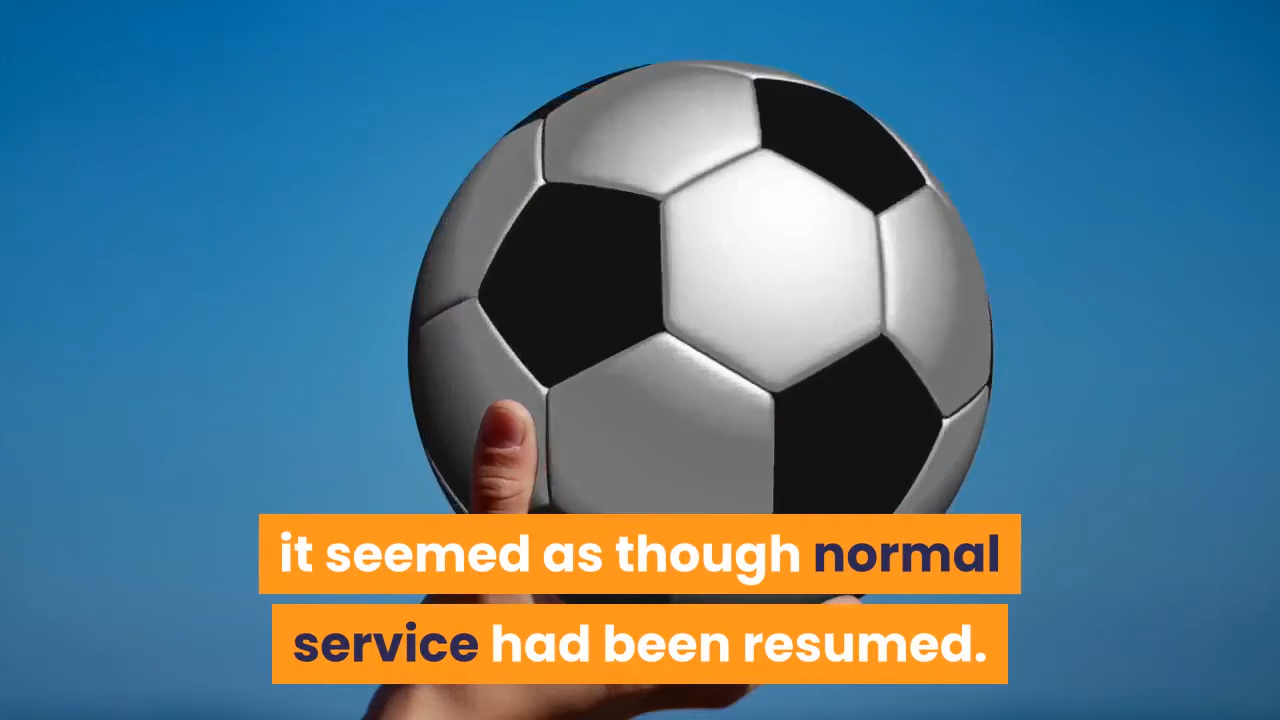 it seemed as though normal
service had been resumed.